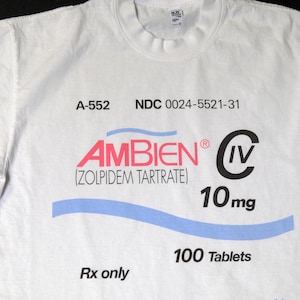 A-552 NDC 0024-5521-31
AMBIEN® CIV
(ZOLPIDEM TARTRATE)
10 mg
100 Tablets
Rx only